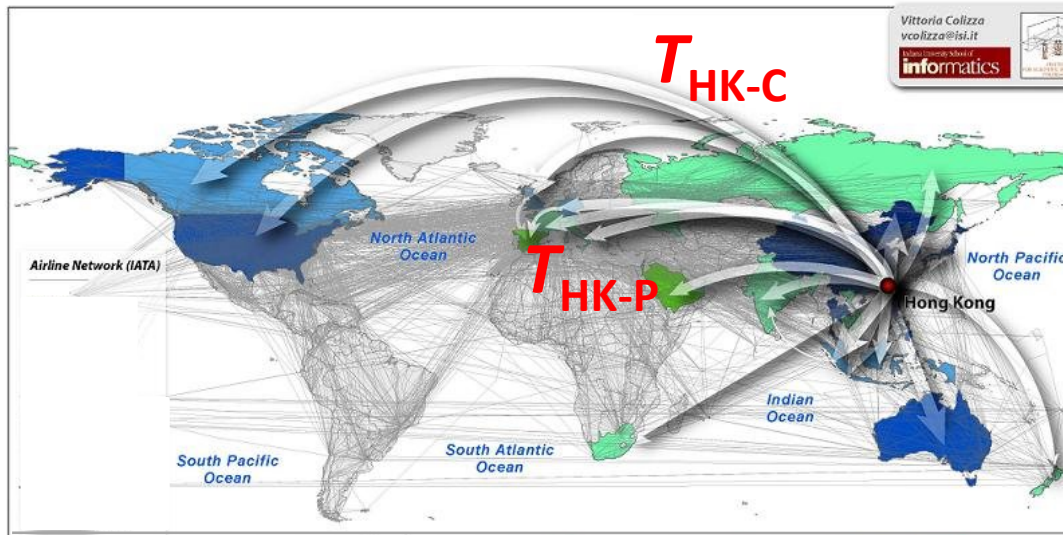 Vittoria Colizza
vcolizza@isi.it
Indiana University School of
informatics
T HK-C
North Atlantic
Ocean
Airline Network (IATA)
T HK-P
North Pacific
Ocean
Hong Kong
Indian
Ocean
South Atlantic
Ocean
South Pacific
Ocean